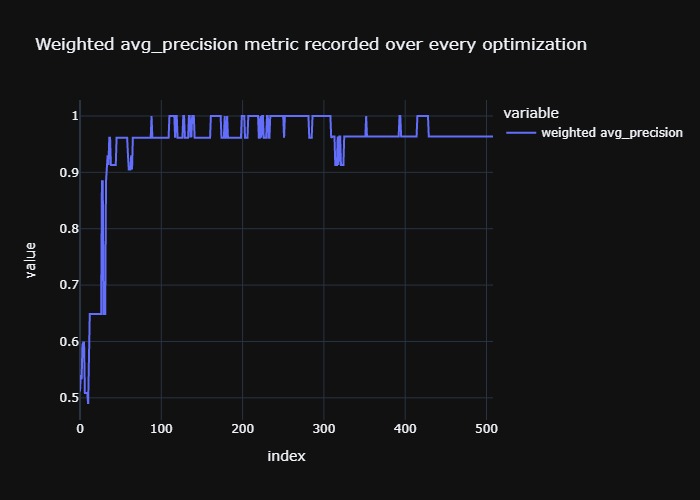 Weighted avg_precision metric recorded over every optimization
variable
weighted avg_precision
value
1
0.9
0.8
0.7
0.6
0.5
0 100 200 300 400 500
index